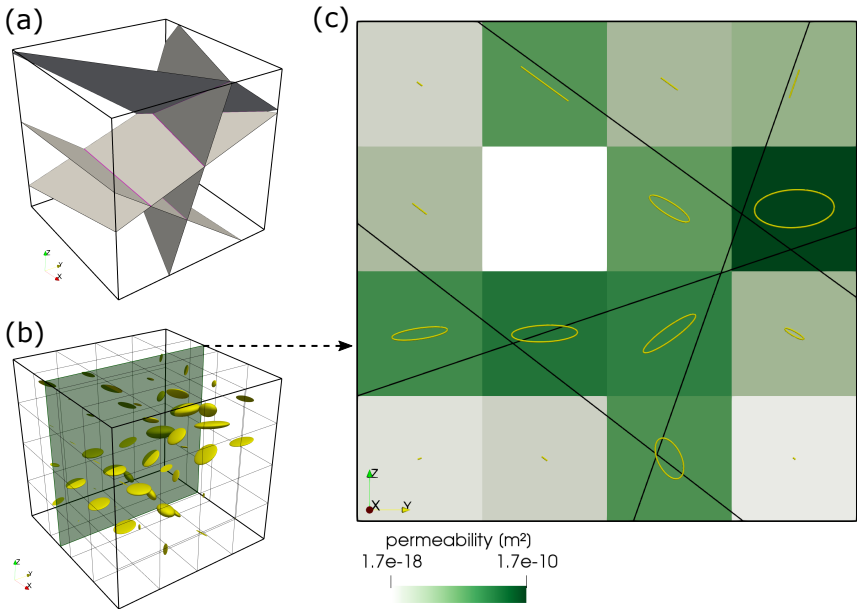 (a)
Z
Y
X
(b)
Z
Y
X
(c)
Z
X
Y
permeability (m²)
1.7e-18
1.7e-10